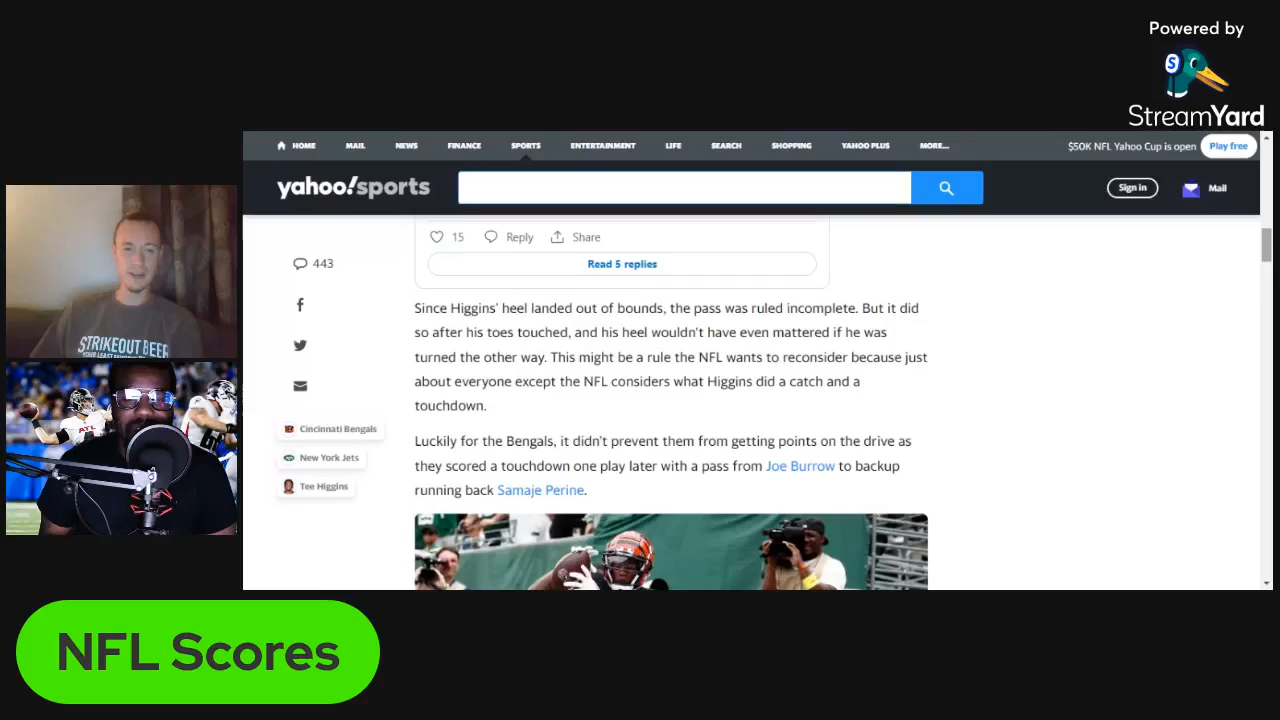 Powered by
StreamYard
HOME MAIL NEWS FINANCE SPORTS ENTERTAINMENT LIFE SEARCH SHOPPING YAHOO PLUS MORE...
$50K NFL Yahoo Cup is open Play free
yahoo!sports
Sign in Mail
15 Reply Share
Read 5 replies
443
Since Higgins' heel landed out of bounds, the pass was ruled incomplete. But it did
so after his toes touched, and his heel wouldn't have even mattered if he was
turned the other way. This might be a rule the NFL wants to reconsider because just
about everyone except the NFL considers what Higgins did a catch and a
touchdown.
Luckily for the Bengals, it didn't prevent them from getting points on the drive as
they scored a touchdown one play later with a pass from Joe Burrow to backup
running back Samaje Perine.
Cincinnati Bengals
New York Jets
Tee Higgins
STRIKEOUT BEER
ATL
NFL Scores